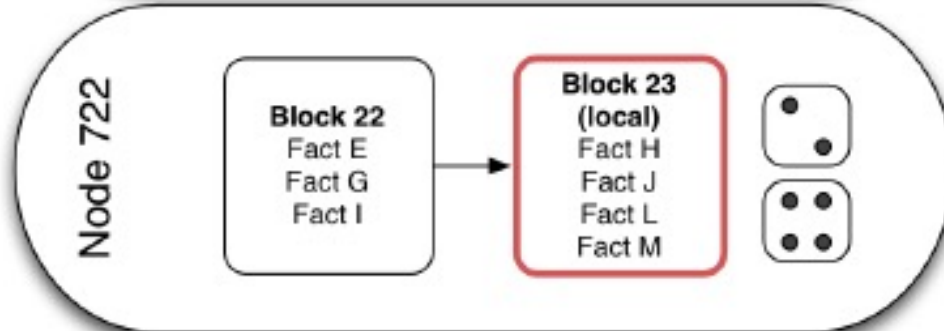 Node 722
Block 22
Fact E
Fact G
Fact I
Block 23
(local)
Fact H
Fact J
Fact L
Fact M